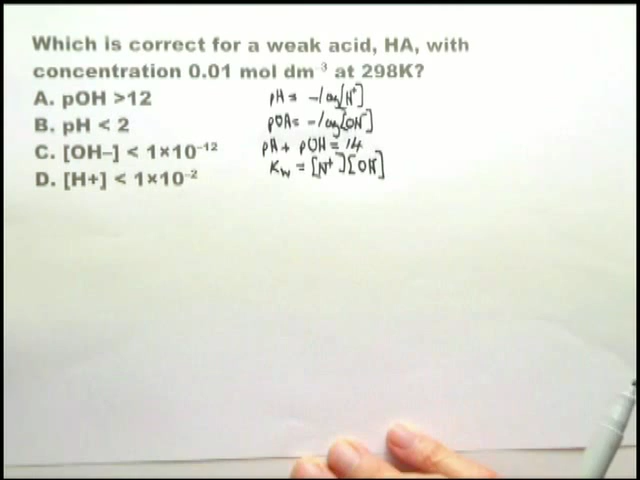 Which is correct for a weak acid, HA, with
concentration 0.01 mol dm⁻³ at 298K?
A. pOH >12
B. pH < 2
C. [OH–] < 1×10⁻¹²
D. [H+] < 1×10⁻²
pH = -log[H⁺]
pOH = -log[OH⁻]
pH + pOH = 14
Kw = [H⁺][OH⁻]